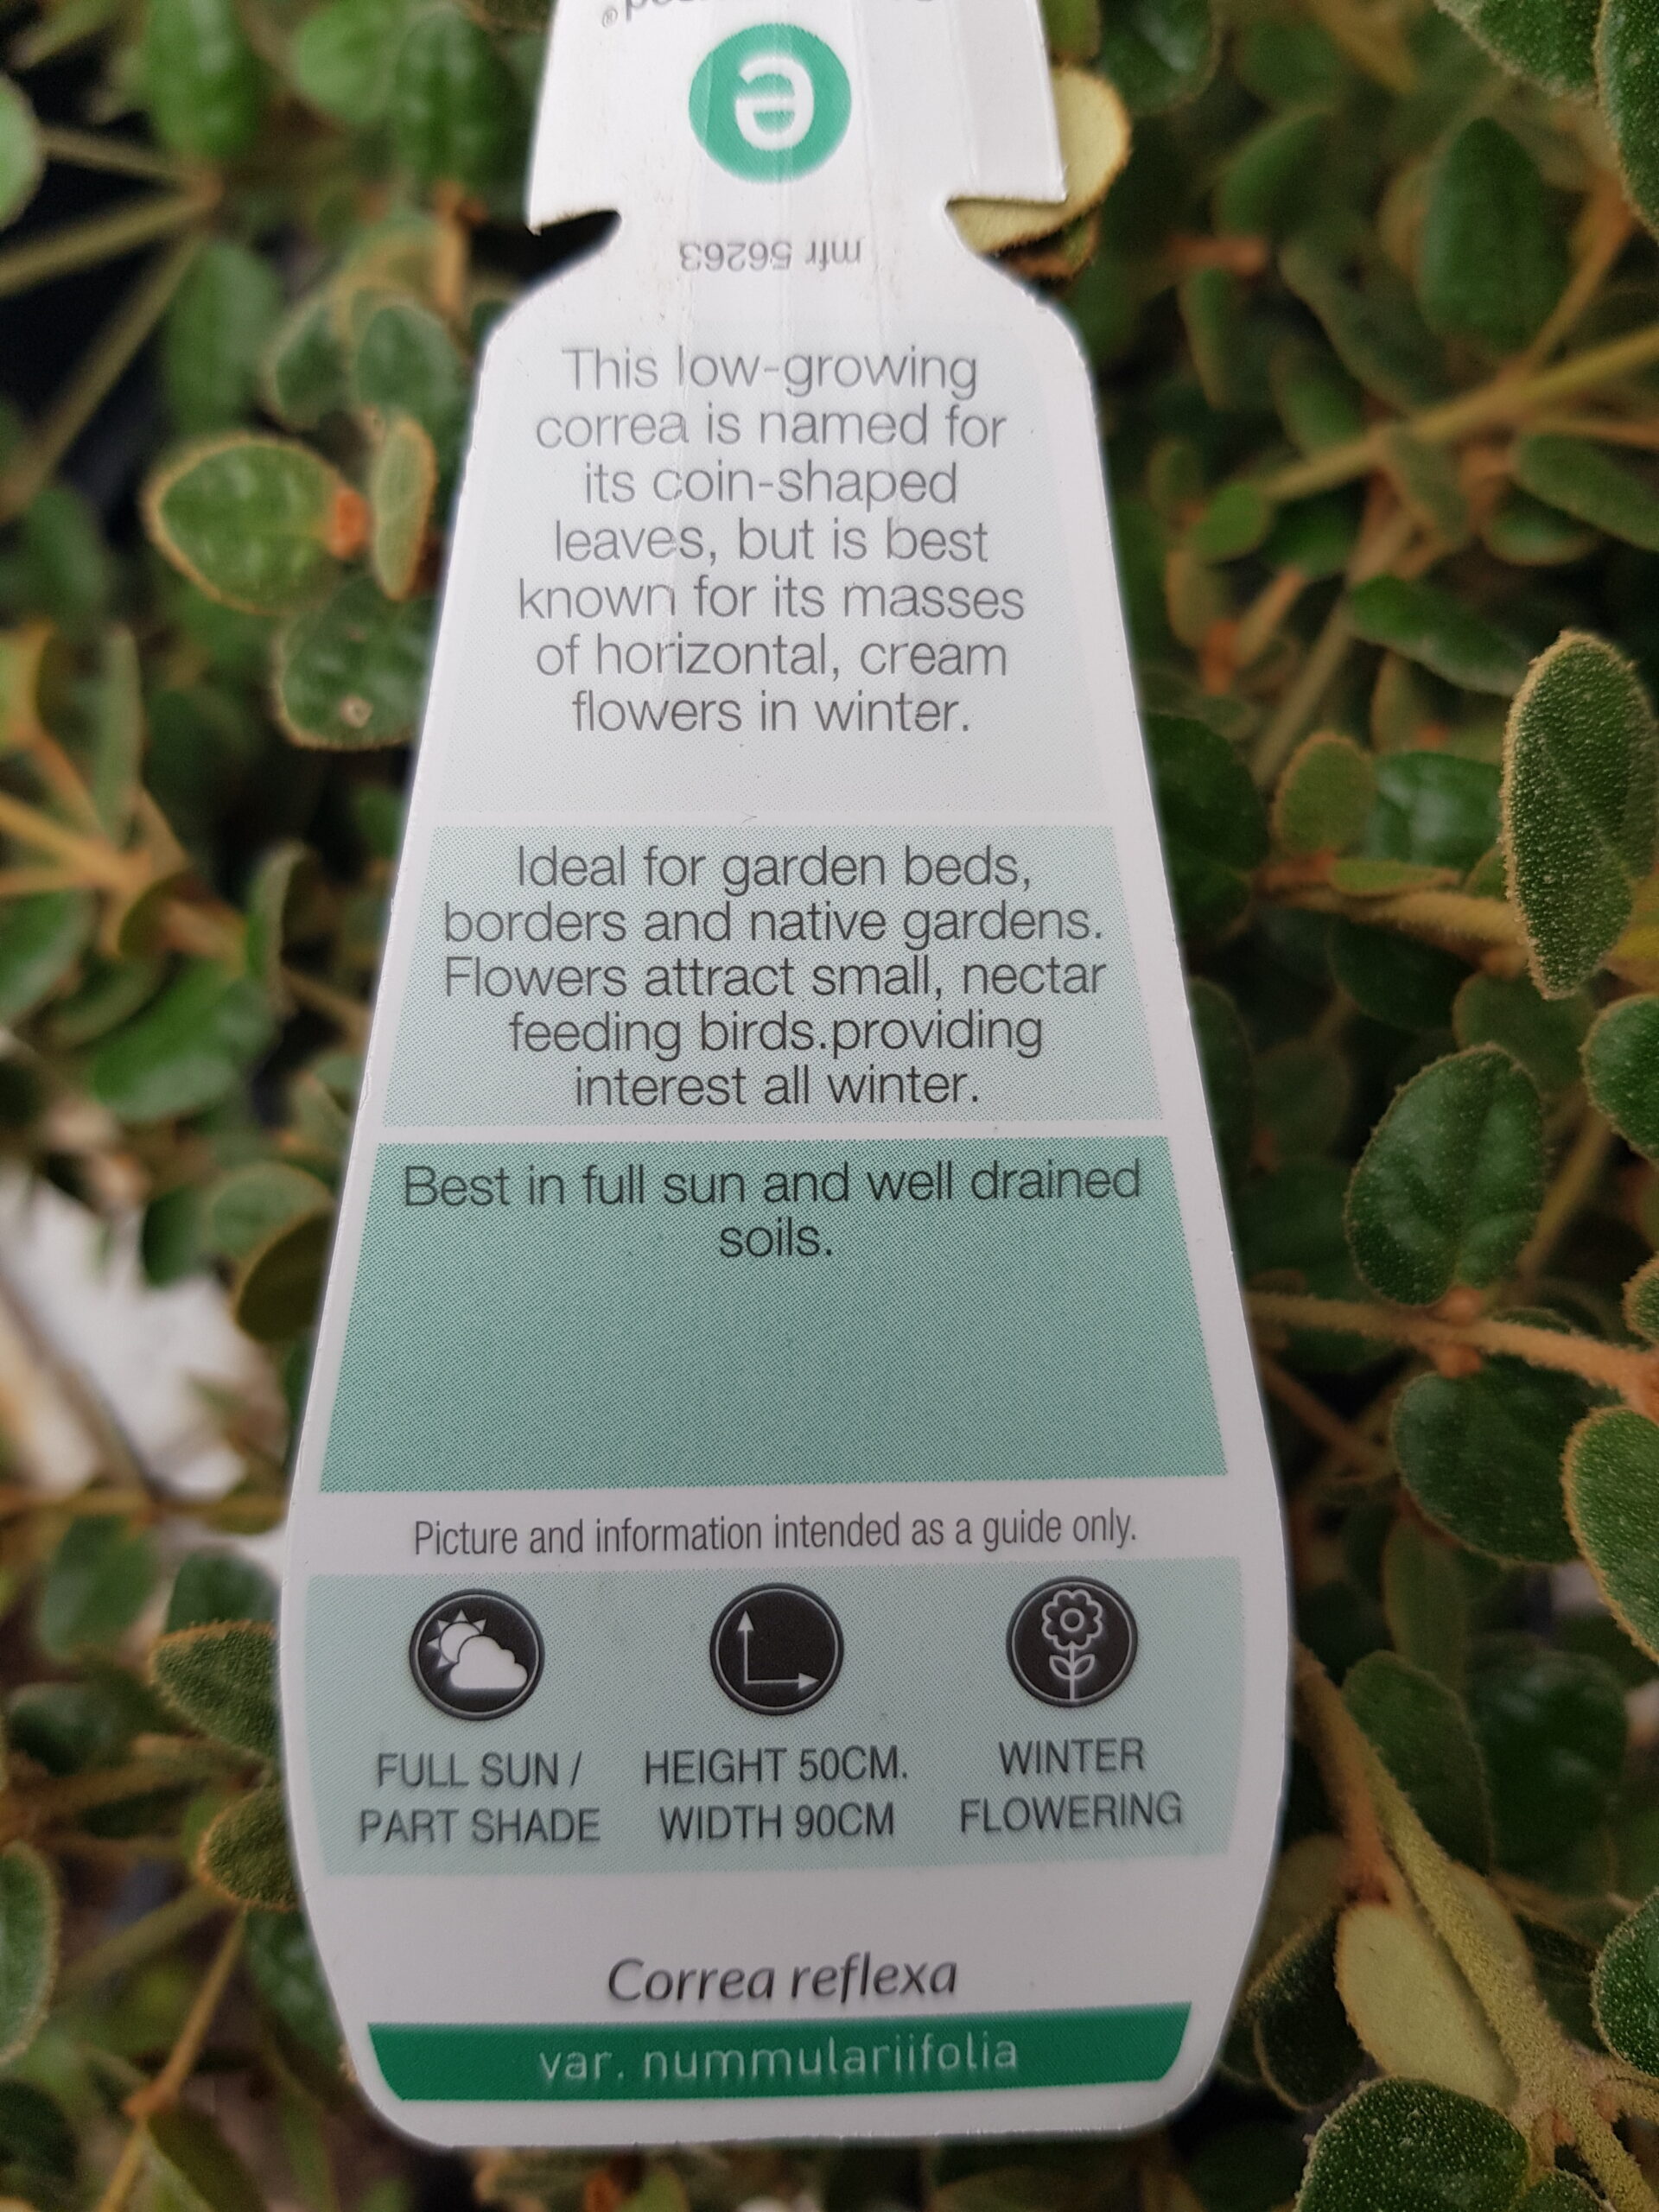 e
mfr 56263
This low-growing
correa is named for
its coin-shaped
leaves, but is best
known for its masses
of horizontal, cream
flowers in winter.
Ideal for garden beds,
borders and native gardens.
Flowers attract small, nectar
feeding birds.providing
interest all winter.
Best in full sun and well drained
soils.
Picture and information intended as a guide only.
FULL SUN /
PART SHADE
HEIGHT 50CM.
WIDTH 90CM
WINTER
FLOWERING
Correa reflexa
var. nummulariifolia